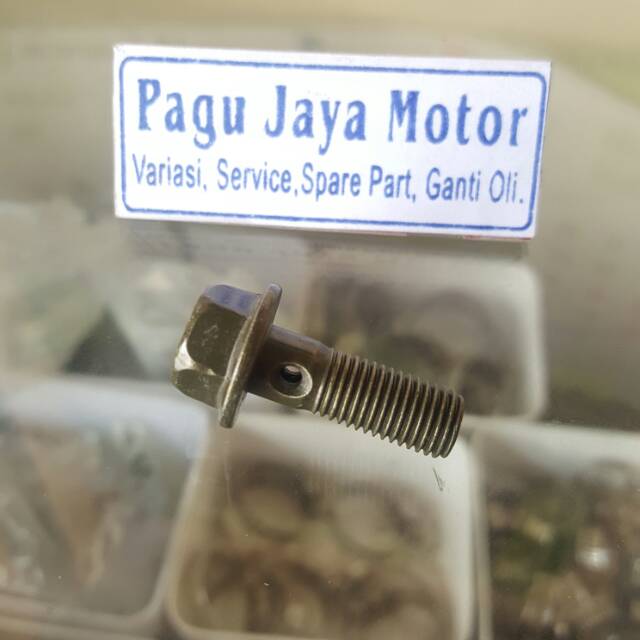 Pagu Jaya Motor
Variasi, Service,Spare Part, Ganti Oli.